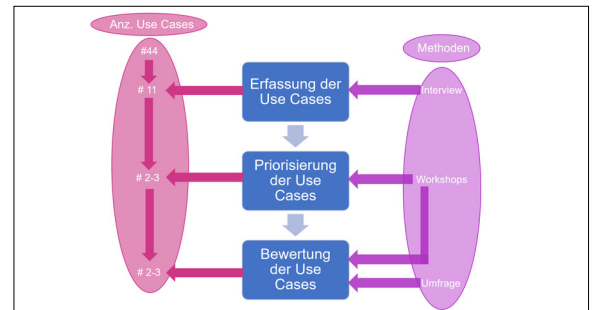 Anz. Use Cases
Methoden
#44
# 11
Erfassung der
Use Cases
Interview
# 2-3
Priorisierung
der Use
Cases
Workshops
# 2-3
Bewertung
der Use
Cases
Umfrage